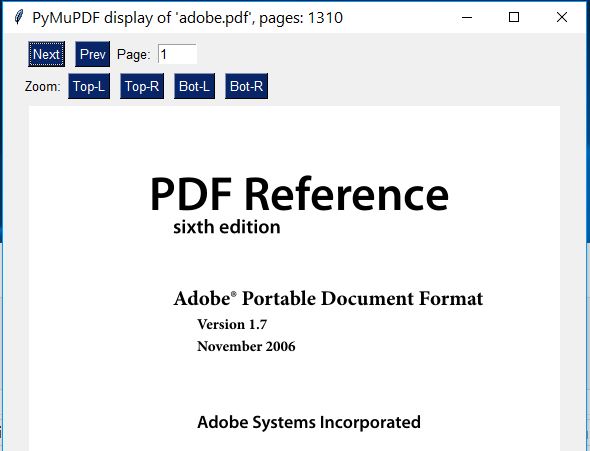 PyMuPDF display of 'adobe.pdf', pages: 1310
Next Prev Page: 1
Zoom: Top-L Top-R Bot-L Bot-R
PDF Reference
sixth edition
Adobe® Portable Document Format
Version 1.7
November 2006
Adobe Systems Incorporated